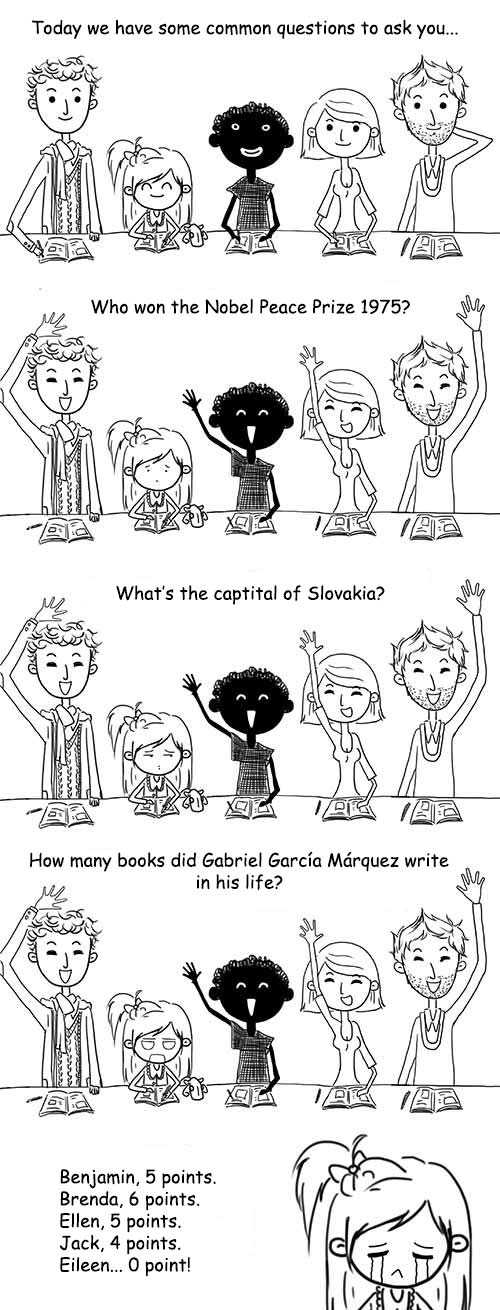 Today we have some common questions to ask you...
Who won the Nobel Peace Prize 1975?
What's the captital of Slovakia?
How many books did Gabriel García Márquez write
in his life?
Benjamin, 5 points.
Brenda, 6 points.
Ellen, 5 points.
Jack, 4 points.
Eileen... 0 point!